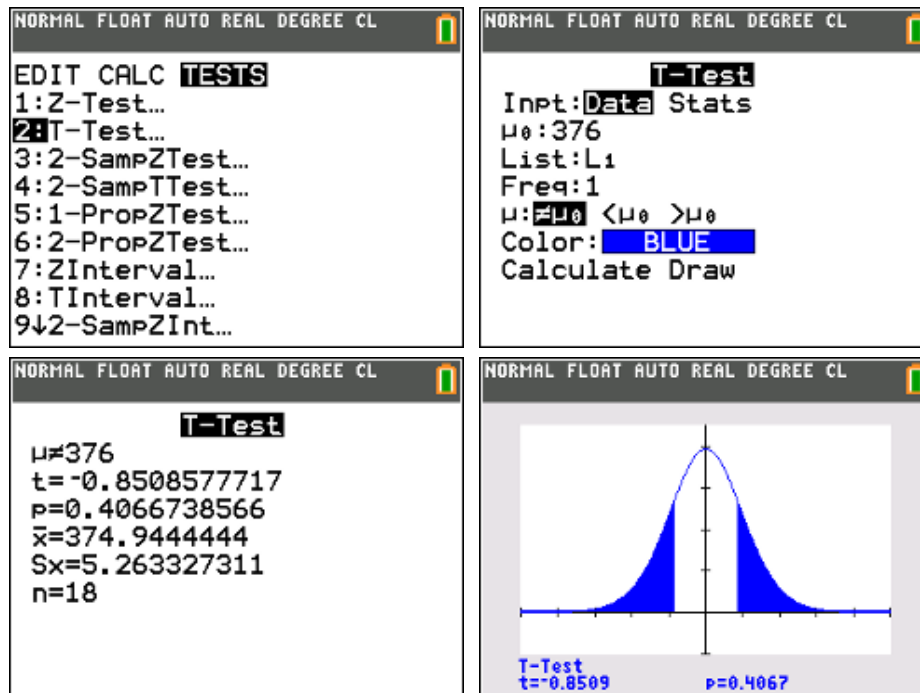 NORMAL FLOAT AUTO REAL DEGREE CL
EDIT CALC TESTS
1:Z-Test…
2:T-Test…
3:2-SampZTest…
4:2-SampTTest…
5:1-PropZTest…
6:2-PropZTest…
7:ZInterval…
8:TInterval…
9↓2-SampZInt…
NORMAL FLOAT AUTO REAL DEGREE CL
T-Test
Inpt:Data Stats
μ₀:376
List:L₁
Freq:1
μ:≠μ₀ <μ₀ >μ₀
Color: BLUE
Calculate Draw
NORMAL FLOAT AUTO REAL DEGREE CL
T-Test
μ≠376
t=-0.8508577717
p=0.4066738566
x̄=374.9444444
Sx=5.263327311
n=18
NORMAL FLOAT AUTO REAL DEGREE CL
T-Test
t=-0.8509 p=0.4067